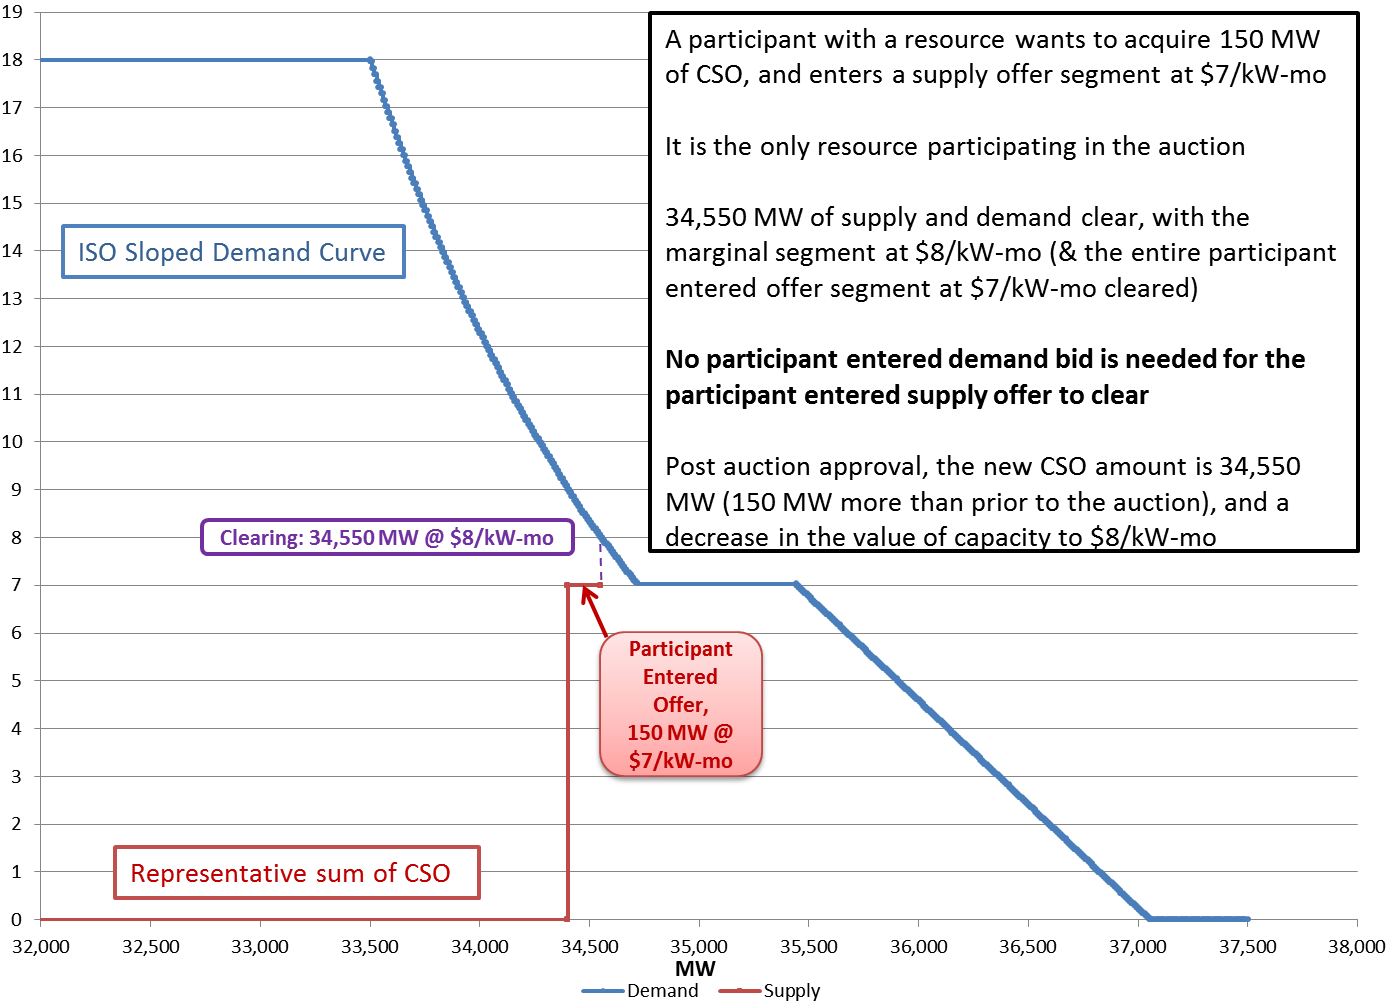 19
18
17
16
15
14
13
12
11
10
9
8
7
6
5
4
3
2
1
0
A participant with a resource wants to acquire 150 MW
of CSO, and enters a supply offer segment at $7/kW-mo
It is the only resource participating in the auction
34,550 MW of supply and demand clear, with the
marginal segment at $8/kW-mo (& the entire participant
entered offer segment at $7/kW-mo cleared)
No participant entered demand bid is needed for the
participant entered supply offer to clear
Post auction approval, the new CSO amount is 34,550
MW (150 MW more than prior to the auction), and a
decrease in the value of capacity to $8/kW-mo
ISO Sloped Demand Curve
Clearing: 34,550 MW @ $8/kW-mo
Participant
Entered
Offer,
150 MW @
$7/kW-mo
Representative sum of CSO
32,000 32,500 33,000 33,500 34,000 34,500 35,000 35,500 36,000 36,500 37,000 37,500 38,000
MW
Demand Supply